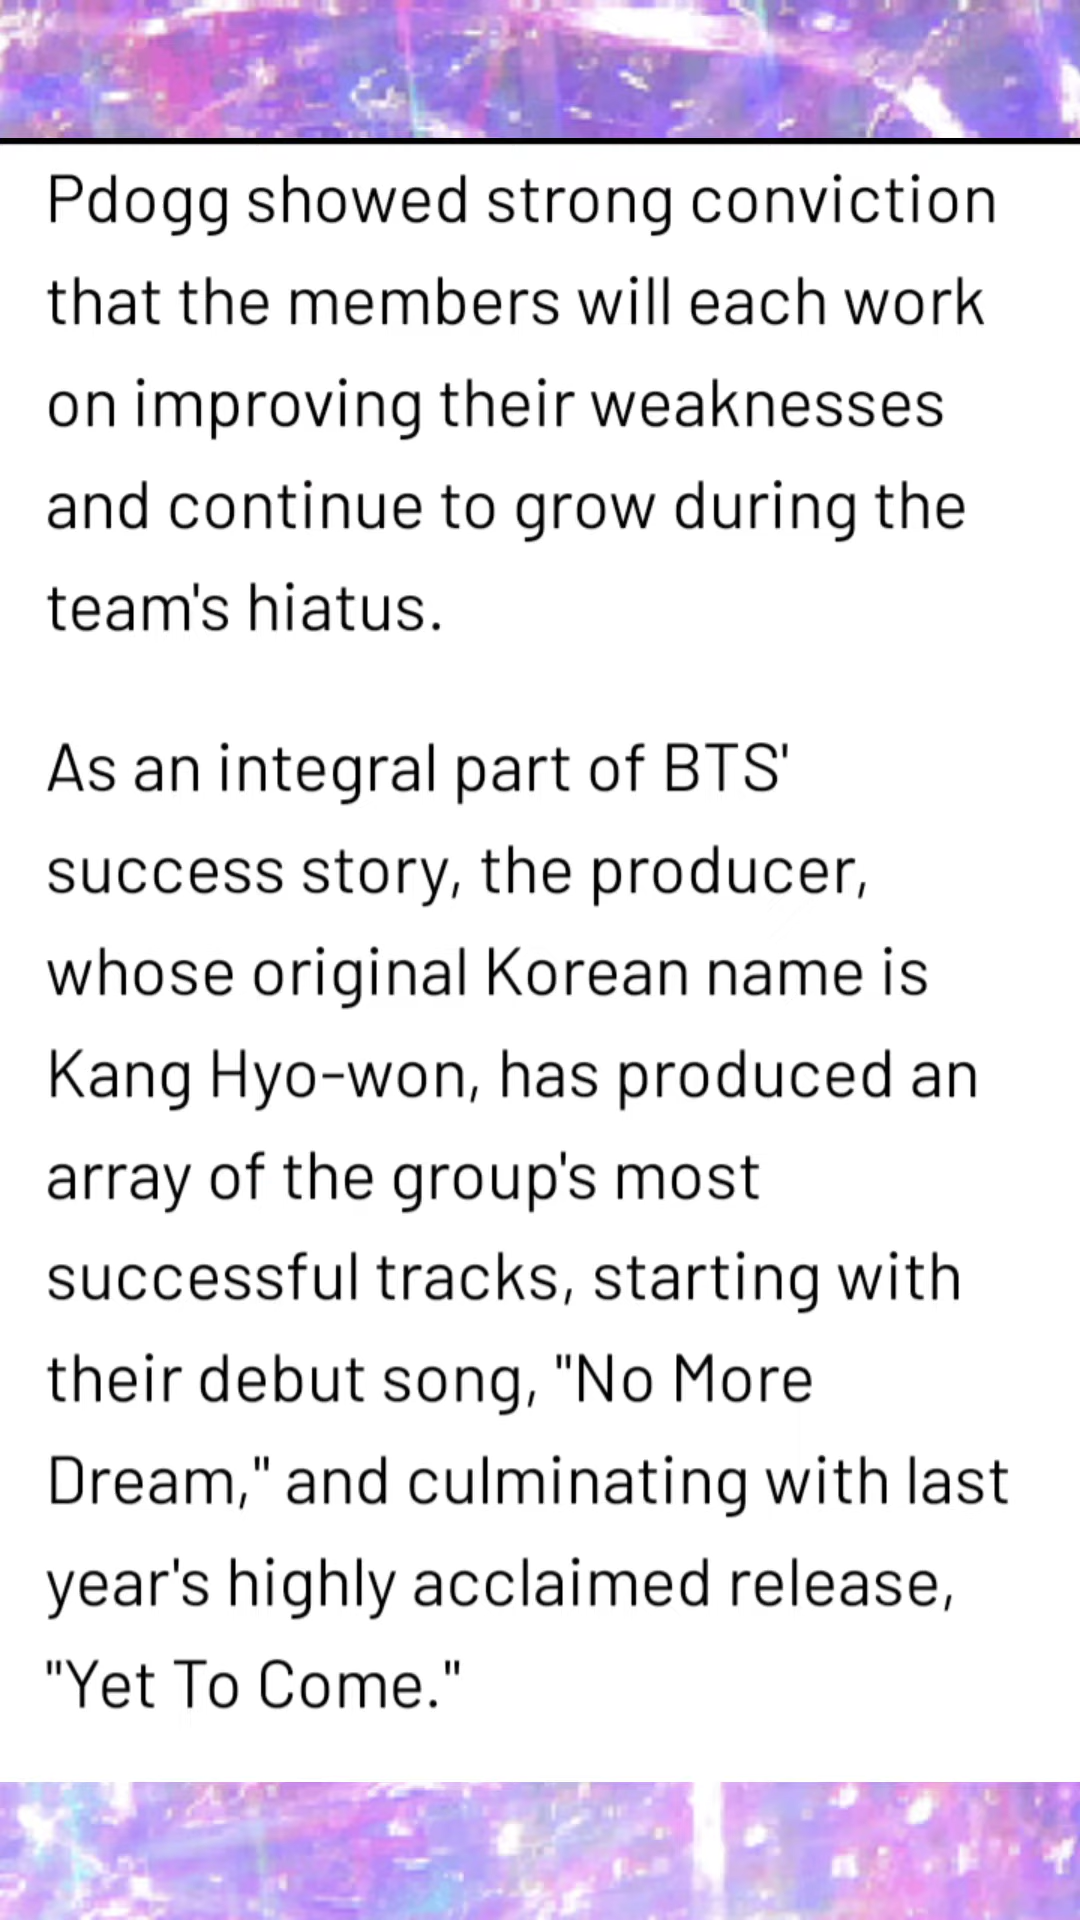 Pdogg showed strong conviction
that the members will each work
on improving their weaknesses
and continue to grow during the
team's hiatus.
As an integral part of BTS'
success story, the producer,
whose original Korean name is
Kang Hyo-won, has produced an
array of the group's most
successful tracks, starting with
their debut song, "No More
Dream," and culminating with last
year's highly acclaimed release,
"Yet To Come."